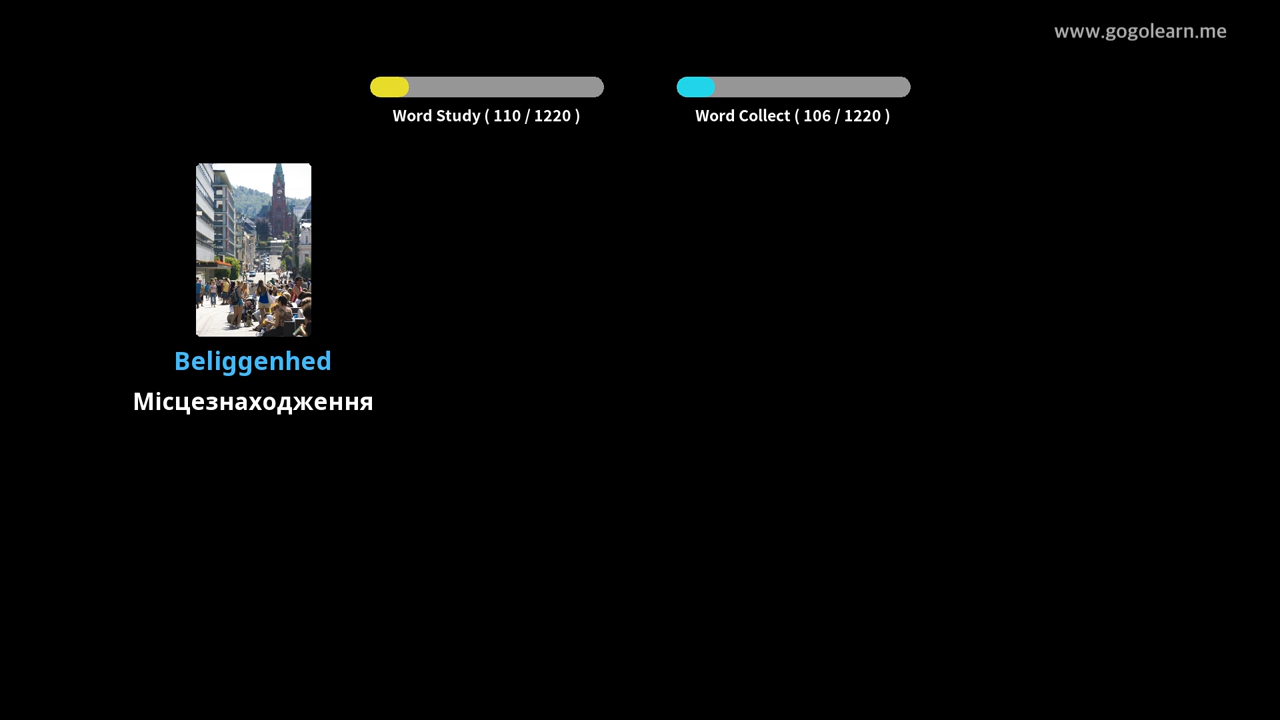 www.gogolearn.me
Word Study ( 110 / 1220 )
Word Collect ( 106 / 1220 )
Beliggenhed
Місцезнаходження